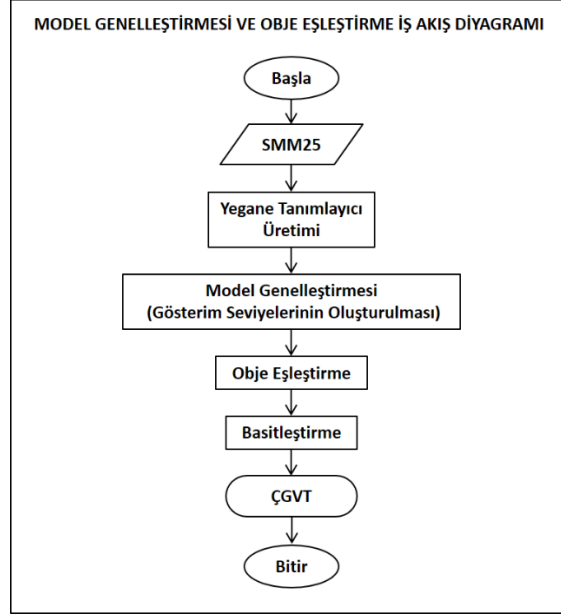 MODEL GENELLEŞTİRMESİ VE OBJE EŞLEŞTİRME İŞ AKIŞ DİYAGRAMI
Başla
SMM25
Yegane Tanımlayıcı
Üretimi
Model Genelleştirmesi
(Gösterim Seviyelerinin Oluşturulması)
Obje Eşleştirme
Basitleştirme
ÇGVT
Bitir